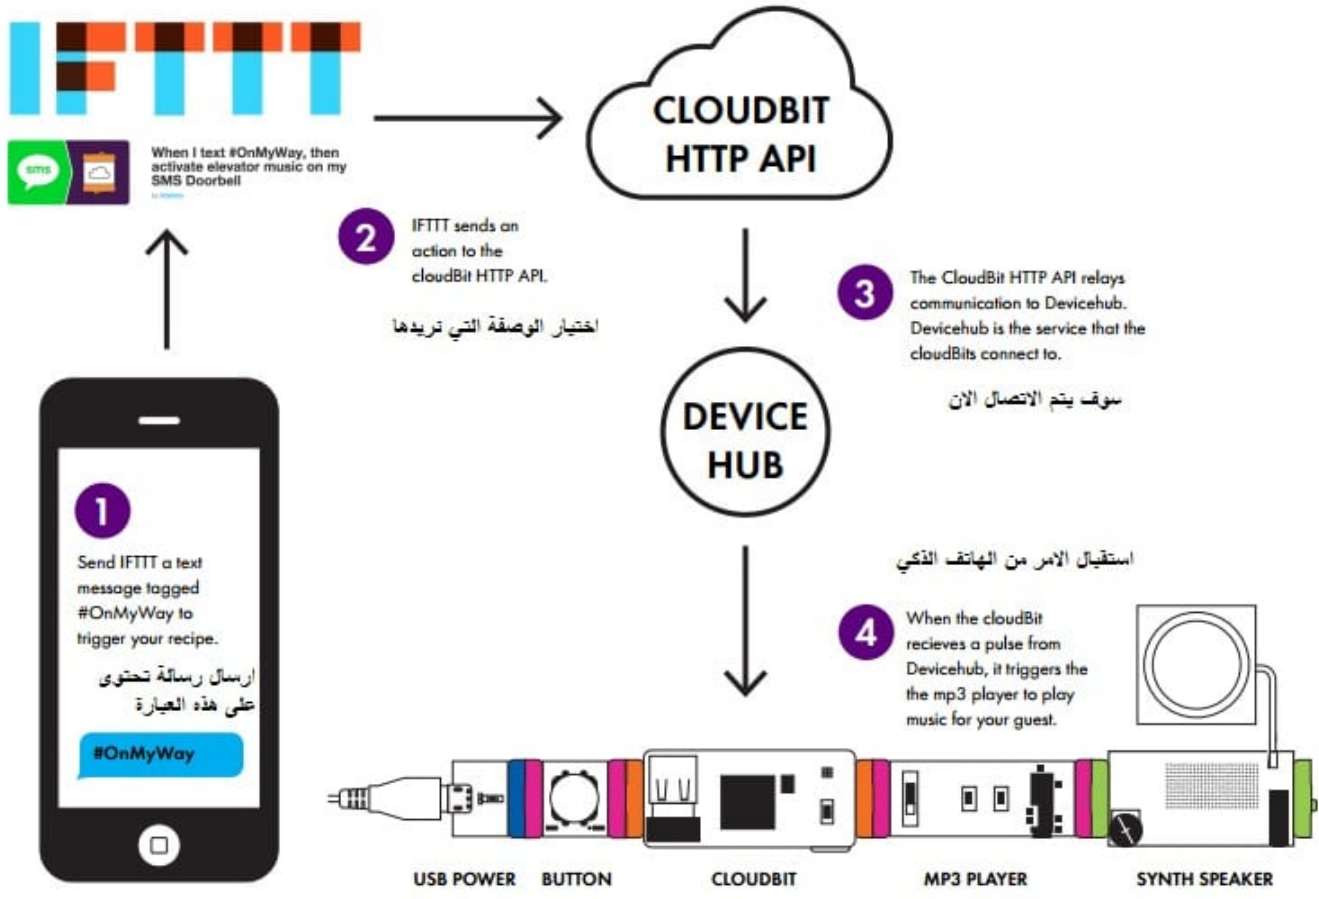 IFTTT
sms
When I text #OnMyWay, then
activate elevator music on my
SMS Doorbell
CLOUDBIT
HTTP API
1
Send IFTTT a text
message tagged
#OnMyWay to
trigger your recipe.
ارسال رسالة تحتوي
على هذه العبارة
#OnMyWay
2
IFTTT sends an
action to the
cloudBit HTTP API.
اختيار الوصفة التي تريدها
3
The CloudBit HTTP API relays
communication to Devicehub.
Devicehub is the service that the
cloudBits connect to.
سوف يتم الاتصال الان
DEVICE
HUB
استقبال الامر من الهاتف الذكي
4
When the cloudBit
recieves a pulse from
Devicehub, it triggers the
the mp3 player to play
music for your guest.
USB POWER
BUTTON
CLOUDBIT
MP3 PLAYER
SYNTH SPEAKER